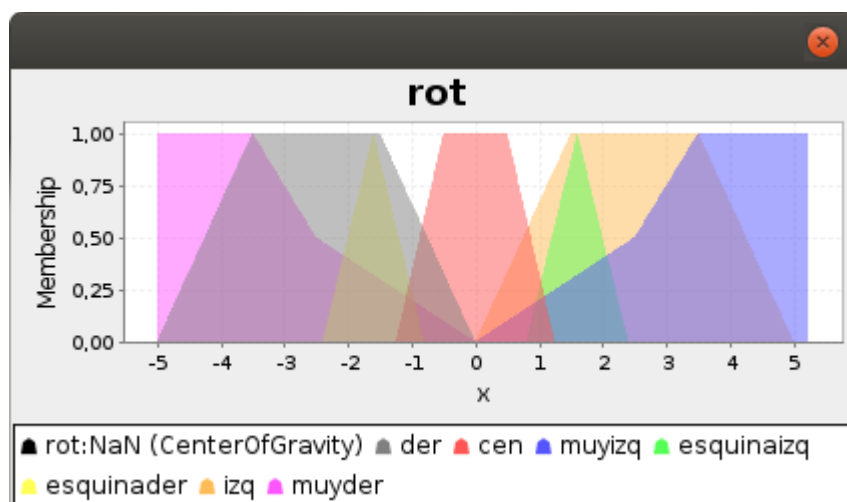 rot
1,00
0,75
0,50
0,25
0,00
Membership
-5 -4 -3 -2 -1 0 1 2 3 4 5
x
rot:NaN (CenterOfGravity) der cen muyizq esquinaizq
esquinader izq muyder